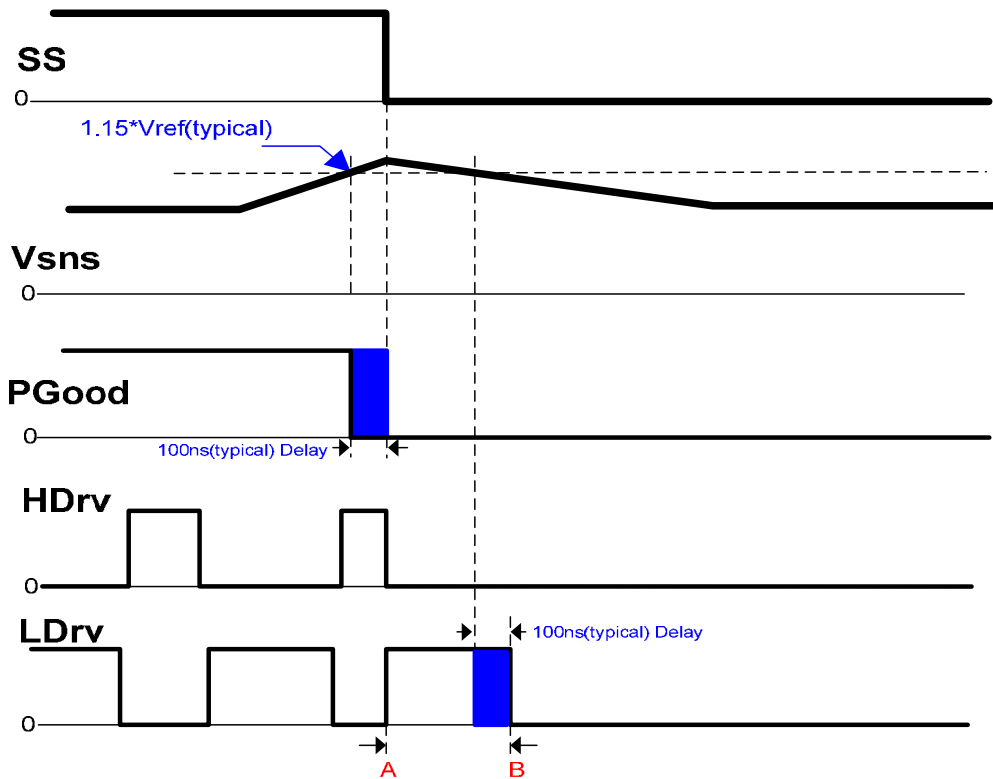 SS
0
1.15*Vref(typical)
Vsns
0
PGood
0
100ns(typical) Delay
HDrv
0
LDrv
100ns(typical) Delay
0
A
B